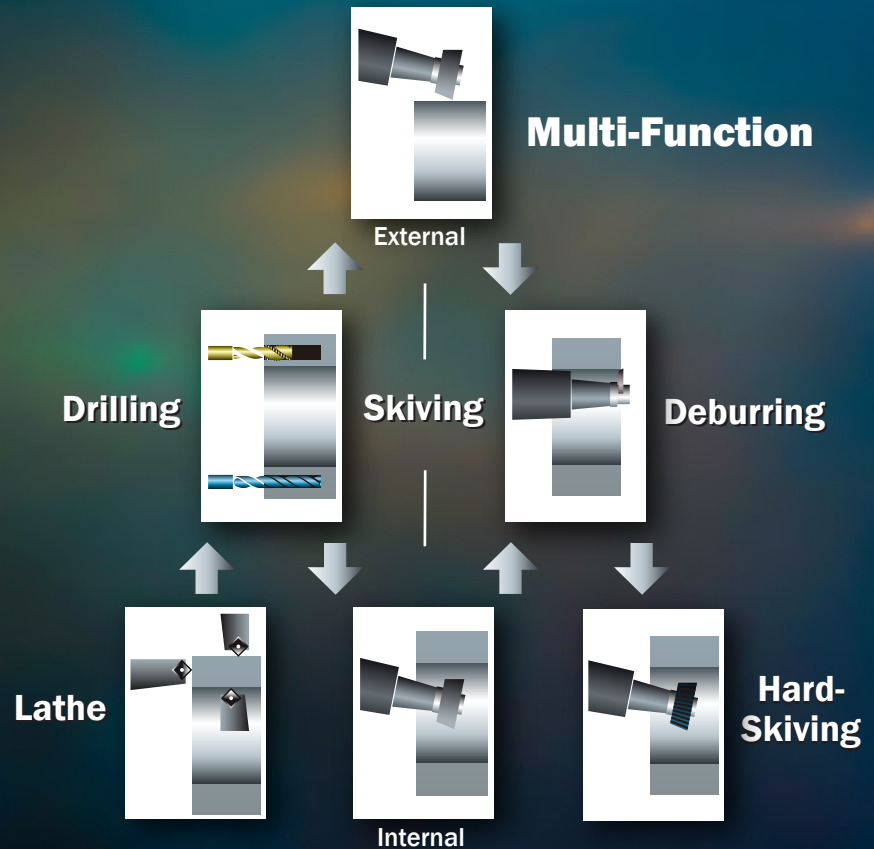 Multi-Function
External
Drilling
Skiving
Deburring
Lathe
Hard-
Skiving
Internal